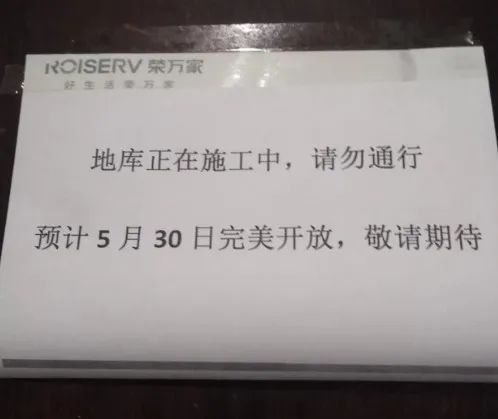 ROISERV 荣万家
好生活荣万家
地库正在施工中，请勿通行
预计 5 月 30 日完美开放，敬请期待